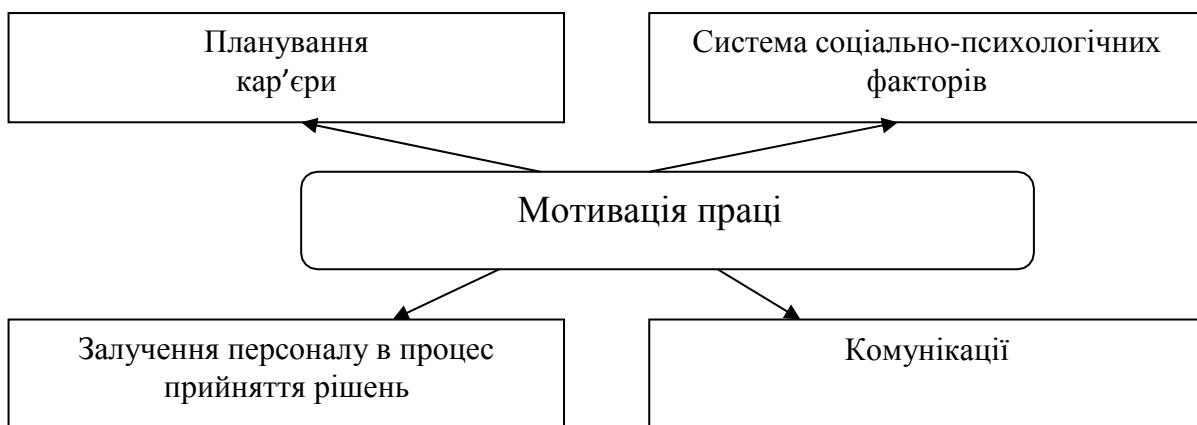 Планування
кар’єри
Система соціально-психологічних
факторів
Мотивація праці
Залучення персоналу в процес
прийняття рішень
Комунікації